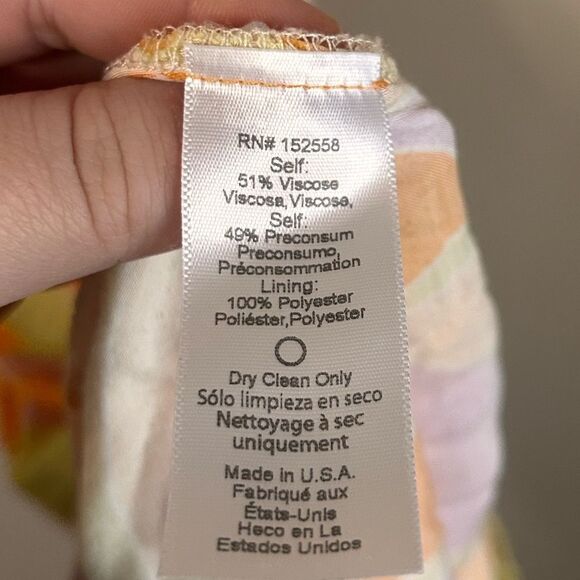 RN# 152558
Self:
51% Viscose
Viscosa,Viscose,
Self:
49% Preconsum
Preconsumo,
Préconsommation
Lining:
100% Polyester
Poliéster,Polyester
Dry Clean Only
Sólo limpieza en seco
Nettoyage à sec
uniquement
Made in U.S.A.
Fabriqué aux
États-Unis
Heco en La
Estados Unidos